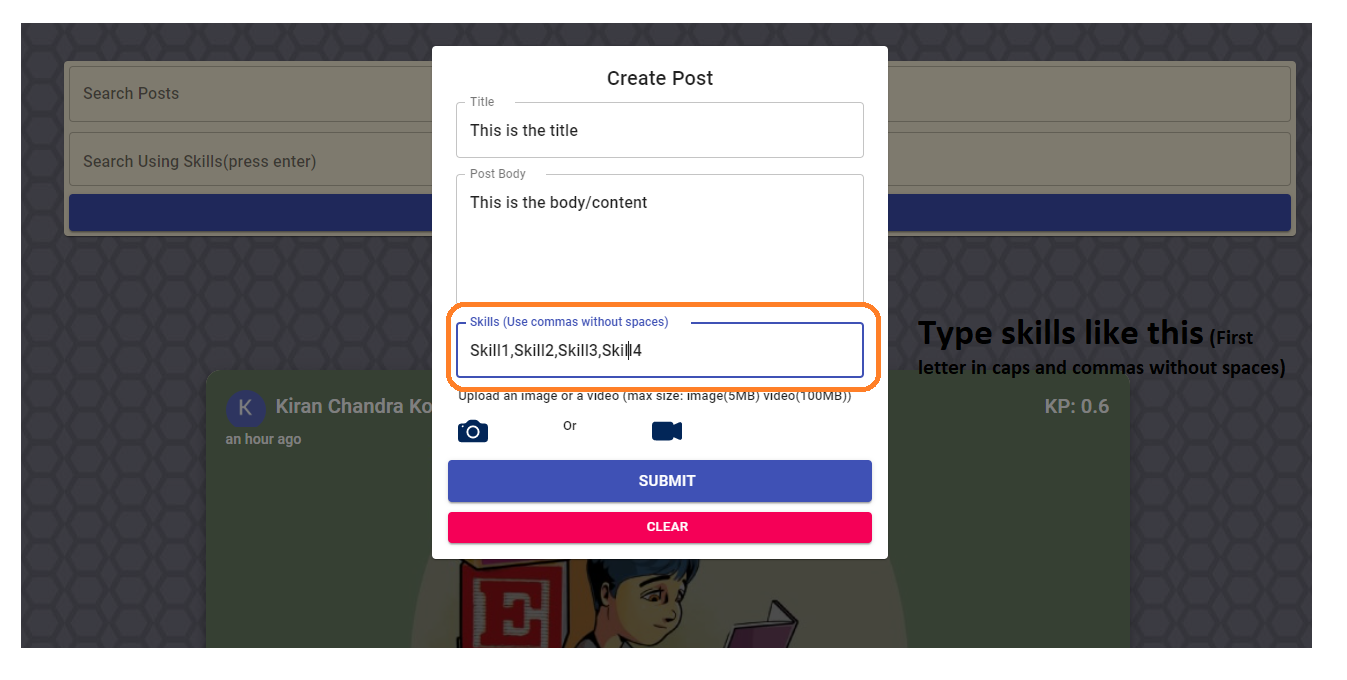 Create Post
Search Posts
Title
This is the title
Search Using Skills(press enter)
Post Body
This is the body/content
Skills (Use commas without spaces)
Skill1,Skill2,Skill3,Skill4
Type skills like this (First
letter in caps and commas without spaces)
Upload an image or a video (max size: image(5MB) video(100MB))
K
Kiran Chandra Ko
KP: 0.6
an hour ago
Or
SUBMIT
CLEAR
E